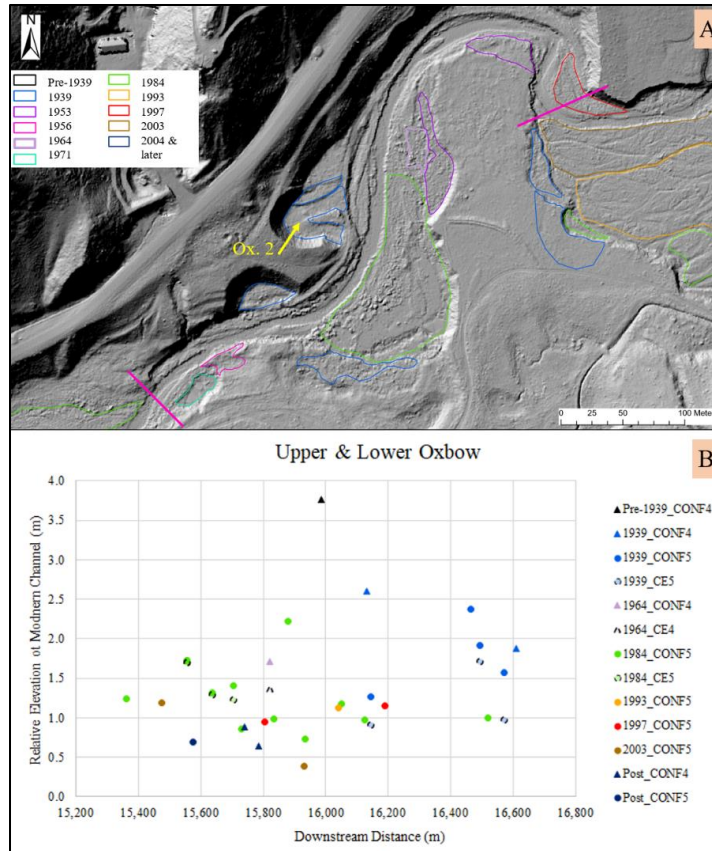 A
N
Pre-1939
1939
1953
1956
1964
1971
1984
1993
1997
2003
2004 &
later
Ox. 2
0 25 50 100 Meters
Upper & Lower Oxbow
B
Relative Elevation ot Modnern Channel (m)
4.0
3.5
3.0
2.5
2.0
1.5
1.0
0.5
0.0
15,200 15,400 15,600 15,800 16,000 16,200 16,400 16,600 16,800
Downstream Distance (m)
Pre-1939_CONF4
1939_CONF4
1939_CONF5
1939_CE5
1964_CONF4
1964_CE4
1984_CONF5
1984_CE5
1993_CONF5
1997_CONF5
2003_CONF5
Post_CONF4
Post_CONF5